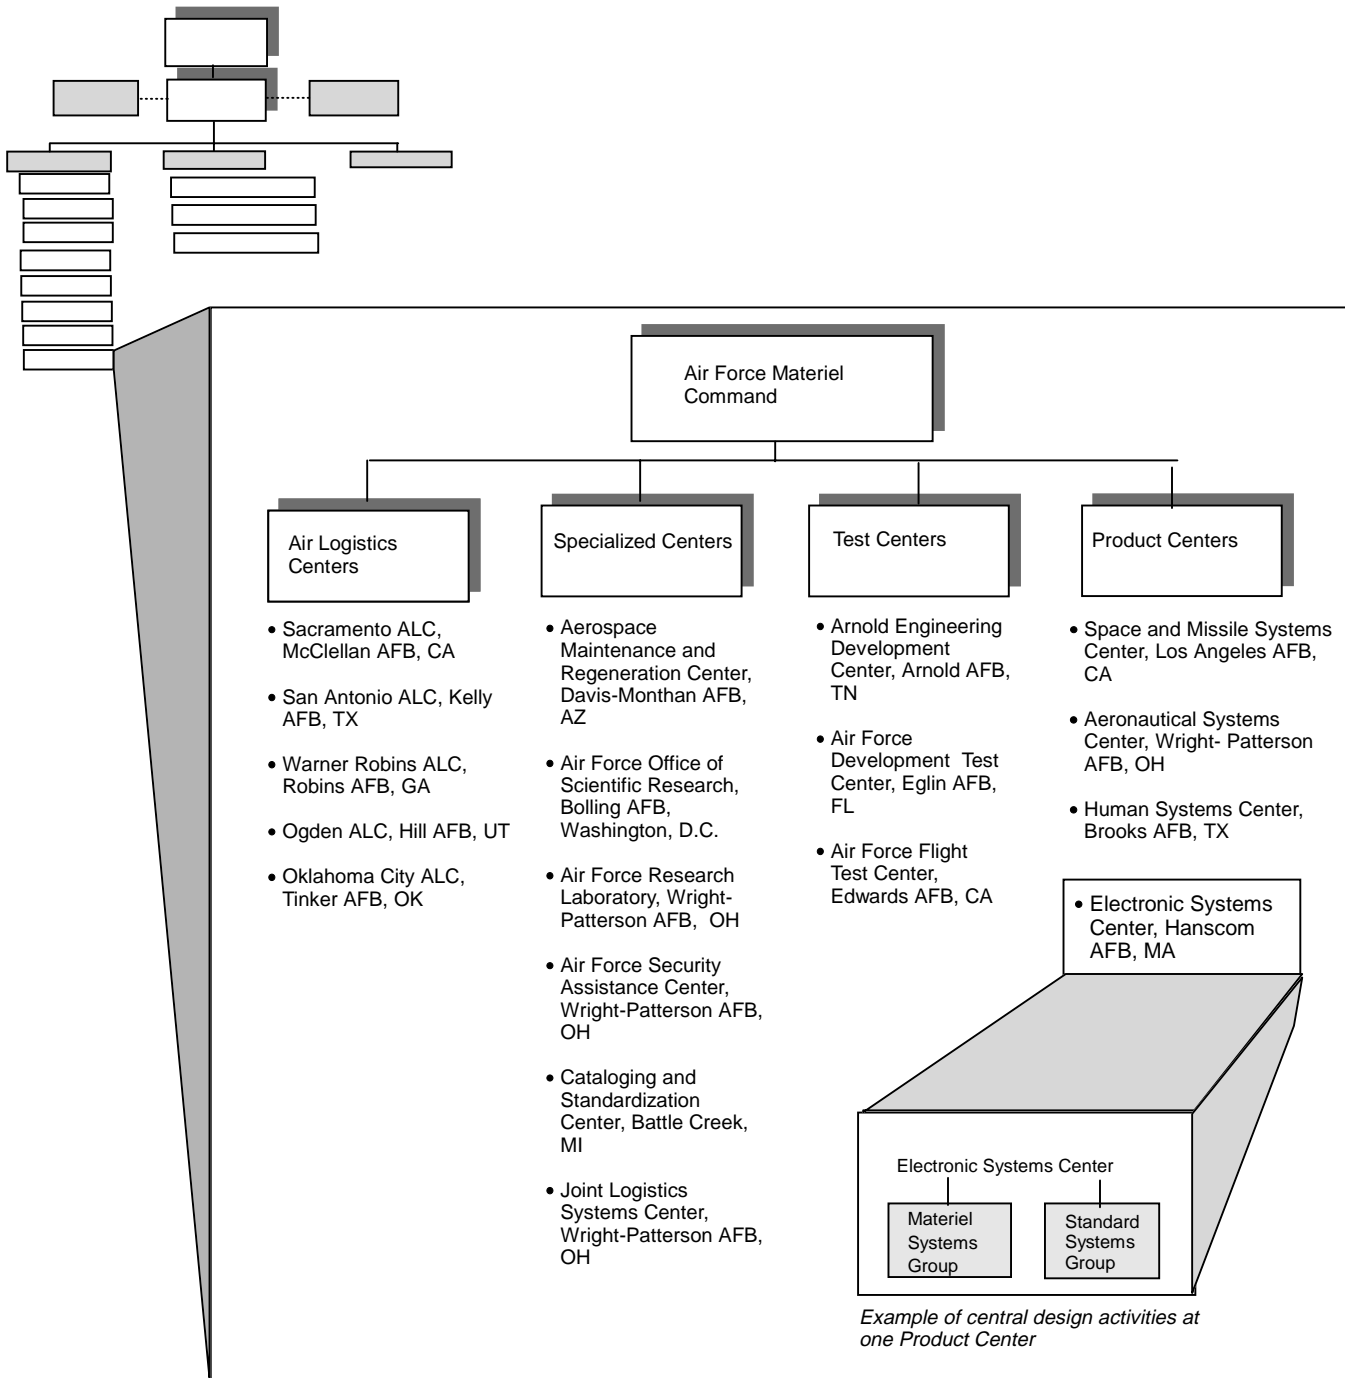 Air Force Materiel
Command
Air Logistics
Centers
• Sacramento ALC,
McClellan AFB, CA
• San Antonio ALC, Kelly
AFB, TX
• Warner Robins ALC,
Robins AFB, GA
• Ogden ALC, Hill AFB, UT
• Oklahoma City ALC,
Tinker AFB, OK
Specialized Centers
• Aerospace
Maintenance and
Regeneration Center,
Davis-Monthan AFB,
AZ
• Air Force Office of
Scientific Research,
Bolling AFB,
Washington, D.C.
• Air Force Research
Laboratory, Wright-
Patterson AFB, OH
• Air Force Security
Assistance Center,
Wright-Patterson AFB,
OH
• Cataloging and
Standardization
Center, Battle Creek,
MI
• Joint Logistics
Systems Center,
Wright-Patterson AFB,
OH
Test Centers
• Arnold Engineering
Development
Center, Arnold AFB,
TN
• Air Force
Development Test
Center, Eglin AFB,
FL
• Air Force Flight
Test Center,
Edwards AFB, CA
Product Centers
• Space and Missile Systems
Center, Los Angeles AFB,
CA
• Aeronautical Systems
Center, Wright- Patterson
AFB, OH
• Human Systems Center,
Brooks AFB, TX
• Electronic Systems
Center, Hanscom
AFB, MA
Electronic Systems Center
Materiel
Systems
Group
Standard
Systems
Group
Example of central design activities at
one Product Center